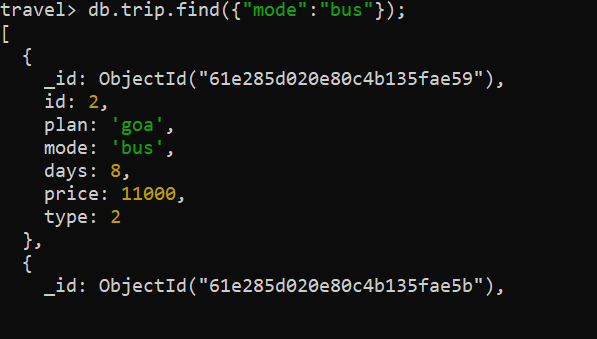 travel> db.trip.find({"mode":"bus"});
[
  {
    _id: ObjectId("61e285d020e80c4b135fae59"),
    id: 2,
    plan: 'goa',
    mode: 'bus',
    days: 8,
    price: 11000,
    type: 2
  },
  {
    _id: ObjectId("61e285d020e80c4b135fae5b"),